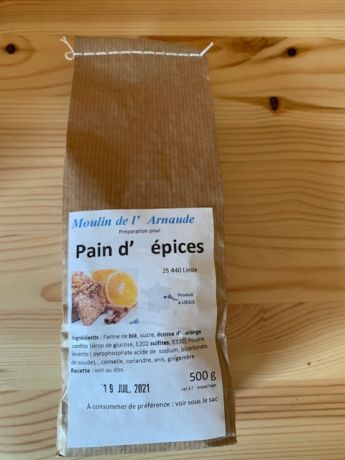 Moulin de l' Arnaude
Préparation pour
Pain d' épices
25 440 Liesle
Produit
à LIESLE
Ingrédients : Farine de blé, sucre, écorce d' orange
confite (sirop de glucose, E202 sulfites, E330) Poudre
levante ( pyrophosphate acide de sodium, bicarbonate
de soude), , cannelle, coriandre, anis, gingembre
Recette : voir au dos.
19 JUIL. 2021
500 g
A consommer de préférence : voir sous le sac